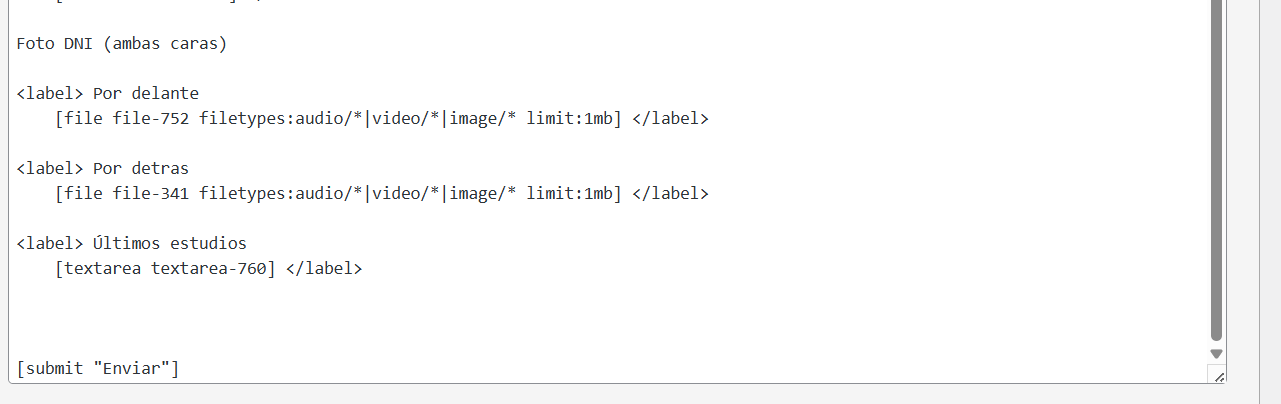 Foto DNI (ambas caras)
<label> Por delante
[file file-752 filetypes:audio/*|video/*|image/* limit:1mb] </label>
<label> Por detras
[file file-341 filetypes:audio/*|video/*|image/* limit:1mb] </label>
<label> Últimos estudios
[textarea textarea-760] </label>
[submit "Enviar"]